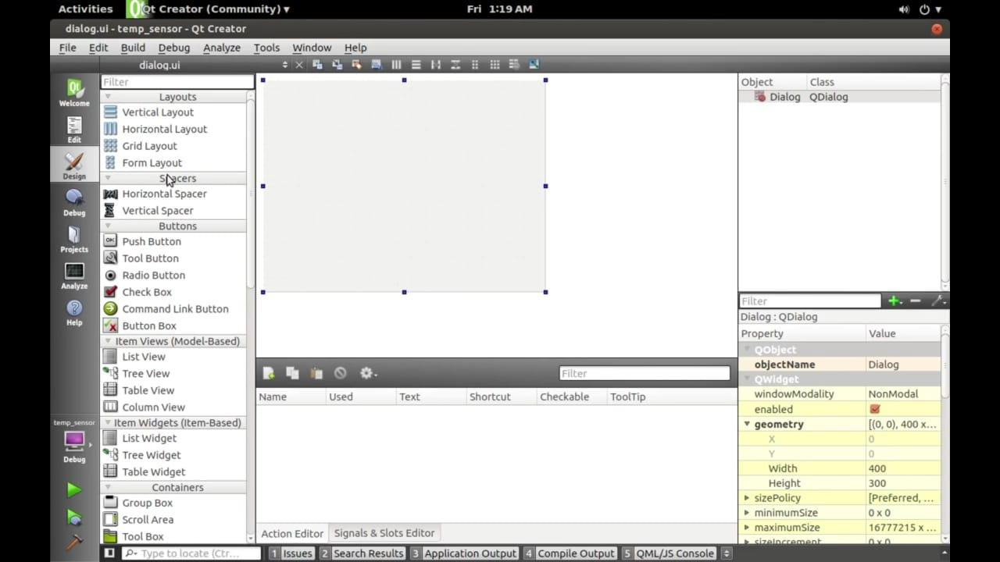 Activities Qt Creator (Community) ▾ Fri 1:19 AM
dialog.ui - temp_sensor - Qt Creator
File Edit Build Debug Analyze Tools Window Help
dialog.ui
Qt
Welcome
Edit
Design
Debug
Projects
Analyze
Help
temp_sensor
Debug
Filter
Layouts
Vertical Layout
Horizontal Layout
Grid Layout
Form Layout
Spacers
Horizontal Spacer
Vertical Spacer
Buttons
OK Push Button
Tool Button
Radio Button
Check Box
Command Link Button
Button Box
Item Views (Model-Based)
List View
Tree View
Table View
Column View
Item Widgets (Item-Based)
List Widget
Tree Widget
Table Widget
Containers
Group Box
Scroll Area
Tool Box
Filter
Name Used Text Shortcut Checkable ToolTip
Action Editor Signals & Slots Editor
Object Class
Dialog QDialog
Filter
Dialog : QDialog
Property Value
QObject
objectName Dialog
QWidget
windowModality NonModal
enabled
geometry [(0, 0), 400 x...
X 0
Y 0
Width 400
Height 300
sizePolicy [Preferred, ...
minimumSize 0 x 0
maximumSize 16777215 x ...
sizeIncrement 0 x 0
Type to locate (Ctr... 1 Issues 2 Search Results 3 Application Output 4 Compile Output 5 QML/JS Console